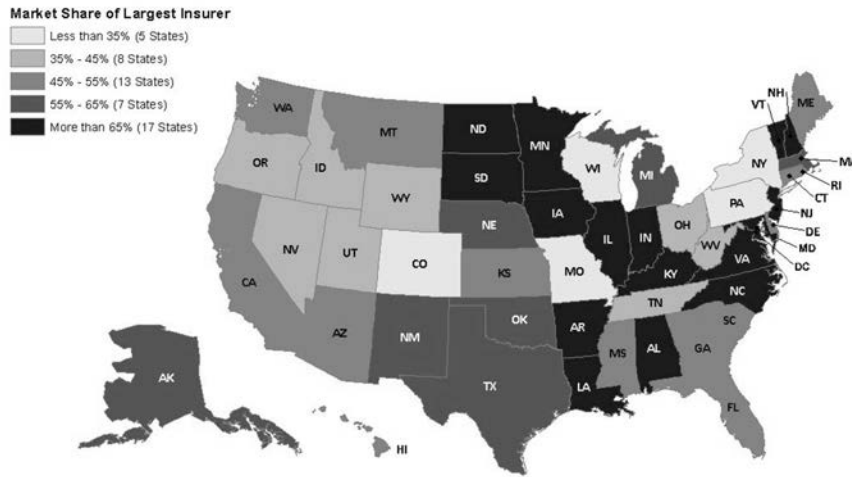 Market Share of Largest Insurer
Less than 35% (5 States)
35% - 45% (8 States)
45% - 55% (13 States)
55% - 65% (7 States)
More than 65% (17 States)
WA
MT
ND
MN
OR
ID
WY
SD
WI
MI
NY
VT
NH
ME
MA
RI
CT
NJ
DE
MD
DC
PA
NV
UT
CO
NE
IA
IL
IN
OH
WV
VA
CA
AZ
NM
KS
MO
KY
TN
NC
SC
OK
AR
MS
AL
GA
TX
LA
FL
AK
HI